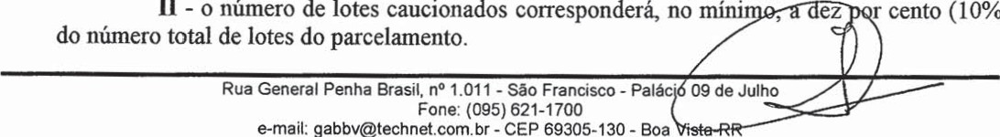 II - o número de lotes caucionados corresponderá, no mínimo, a dez por cento (10%
do número total de lotes do parcelamento.
Rua General Penha Brasil, nº 1.011 - São Francisco - Palácio 09 de Julho
Fone: (095) 621-1700
e-mail: gabbv@technet.com.br - CEP 69305-130 - Boa Vista-RR